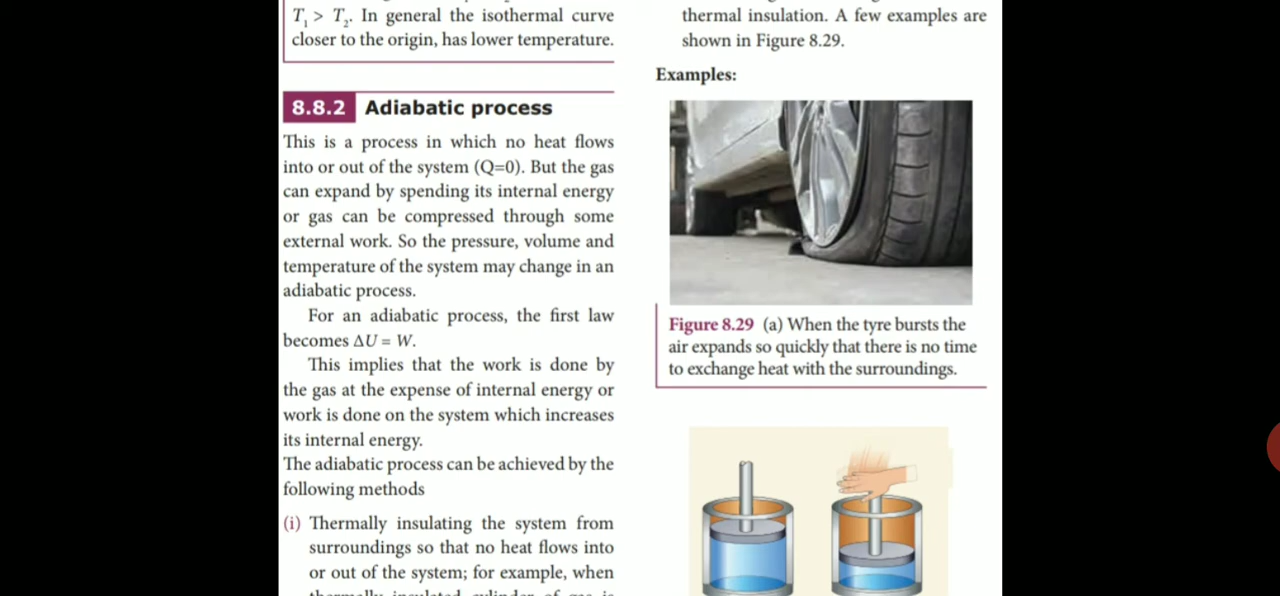 T₁ > T₂. In general the isothermal curve
closer to the origin, has lower temperature.
8.8.2 Adiabatic process
This is a process in which no heat flows
into or out of the system (Q=0). But the gas
can expand by spending its internal energy
or gas can be compressed through some
external work. So the pressure, volume and
temperature of the system may change in an
adiabatic process.
For an adiabatic process, the first law
becomes ΔU = W.
This implies that the work is done by
the gas at the expense of internal energy or
work is done on the system which increases
its internal energy.
The adiabatic process can be achieved by the
following methods
(i) Thermally insulating the system from
surroundings so that no heat flows into
or out of the system; for example, when
thermally insulated cylinder of gas is
thermal insulation. A few examples are
shown in Figure 8.29.
Examples:
Figure 8.29 (a) When the tyre bursts the
air expands so quickly that there is no time
to exchange heat with the surroundings.